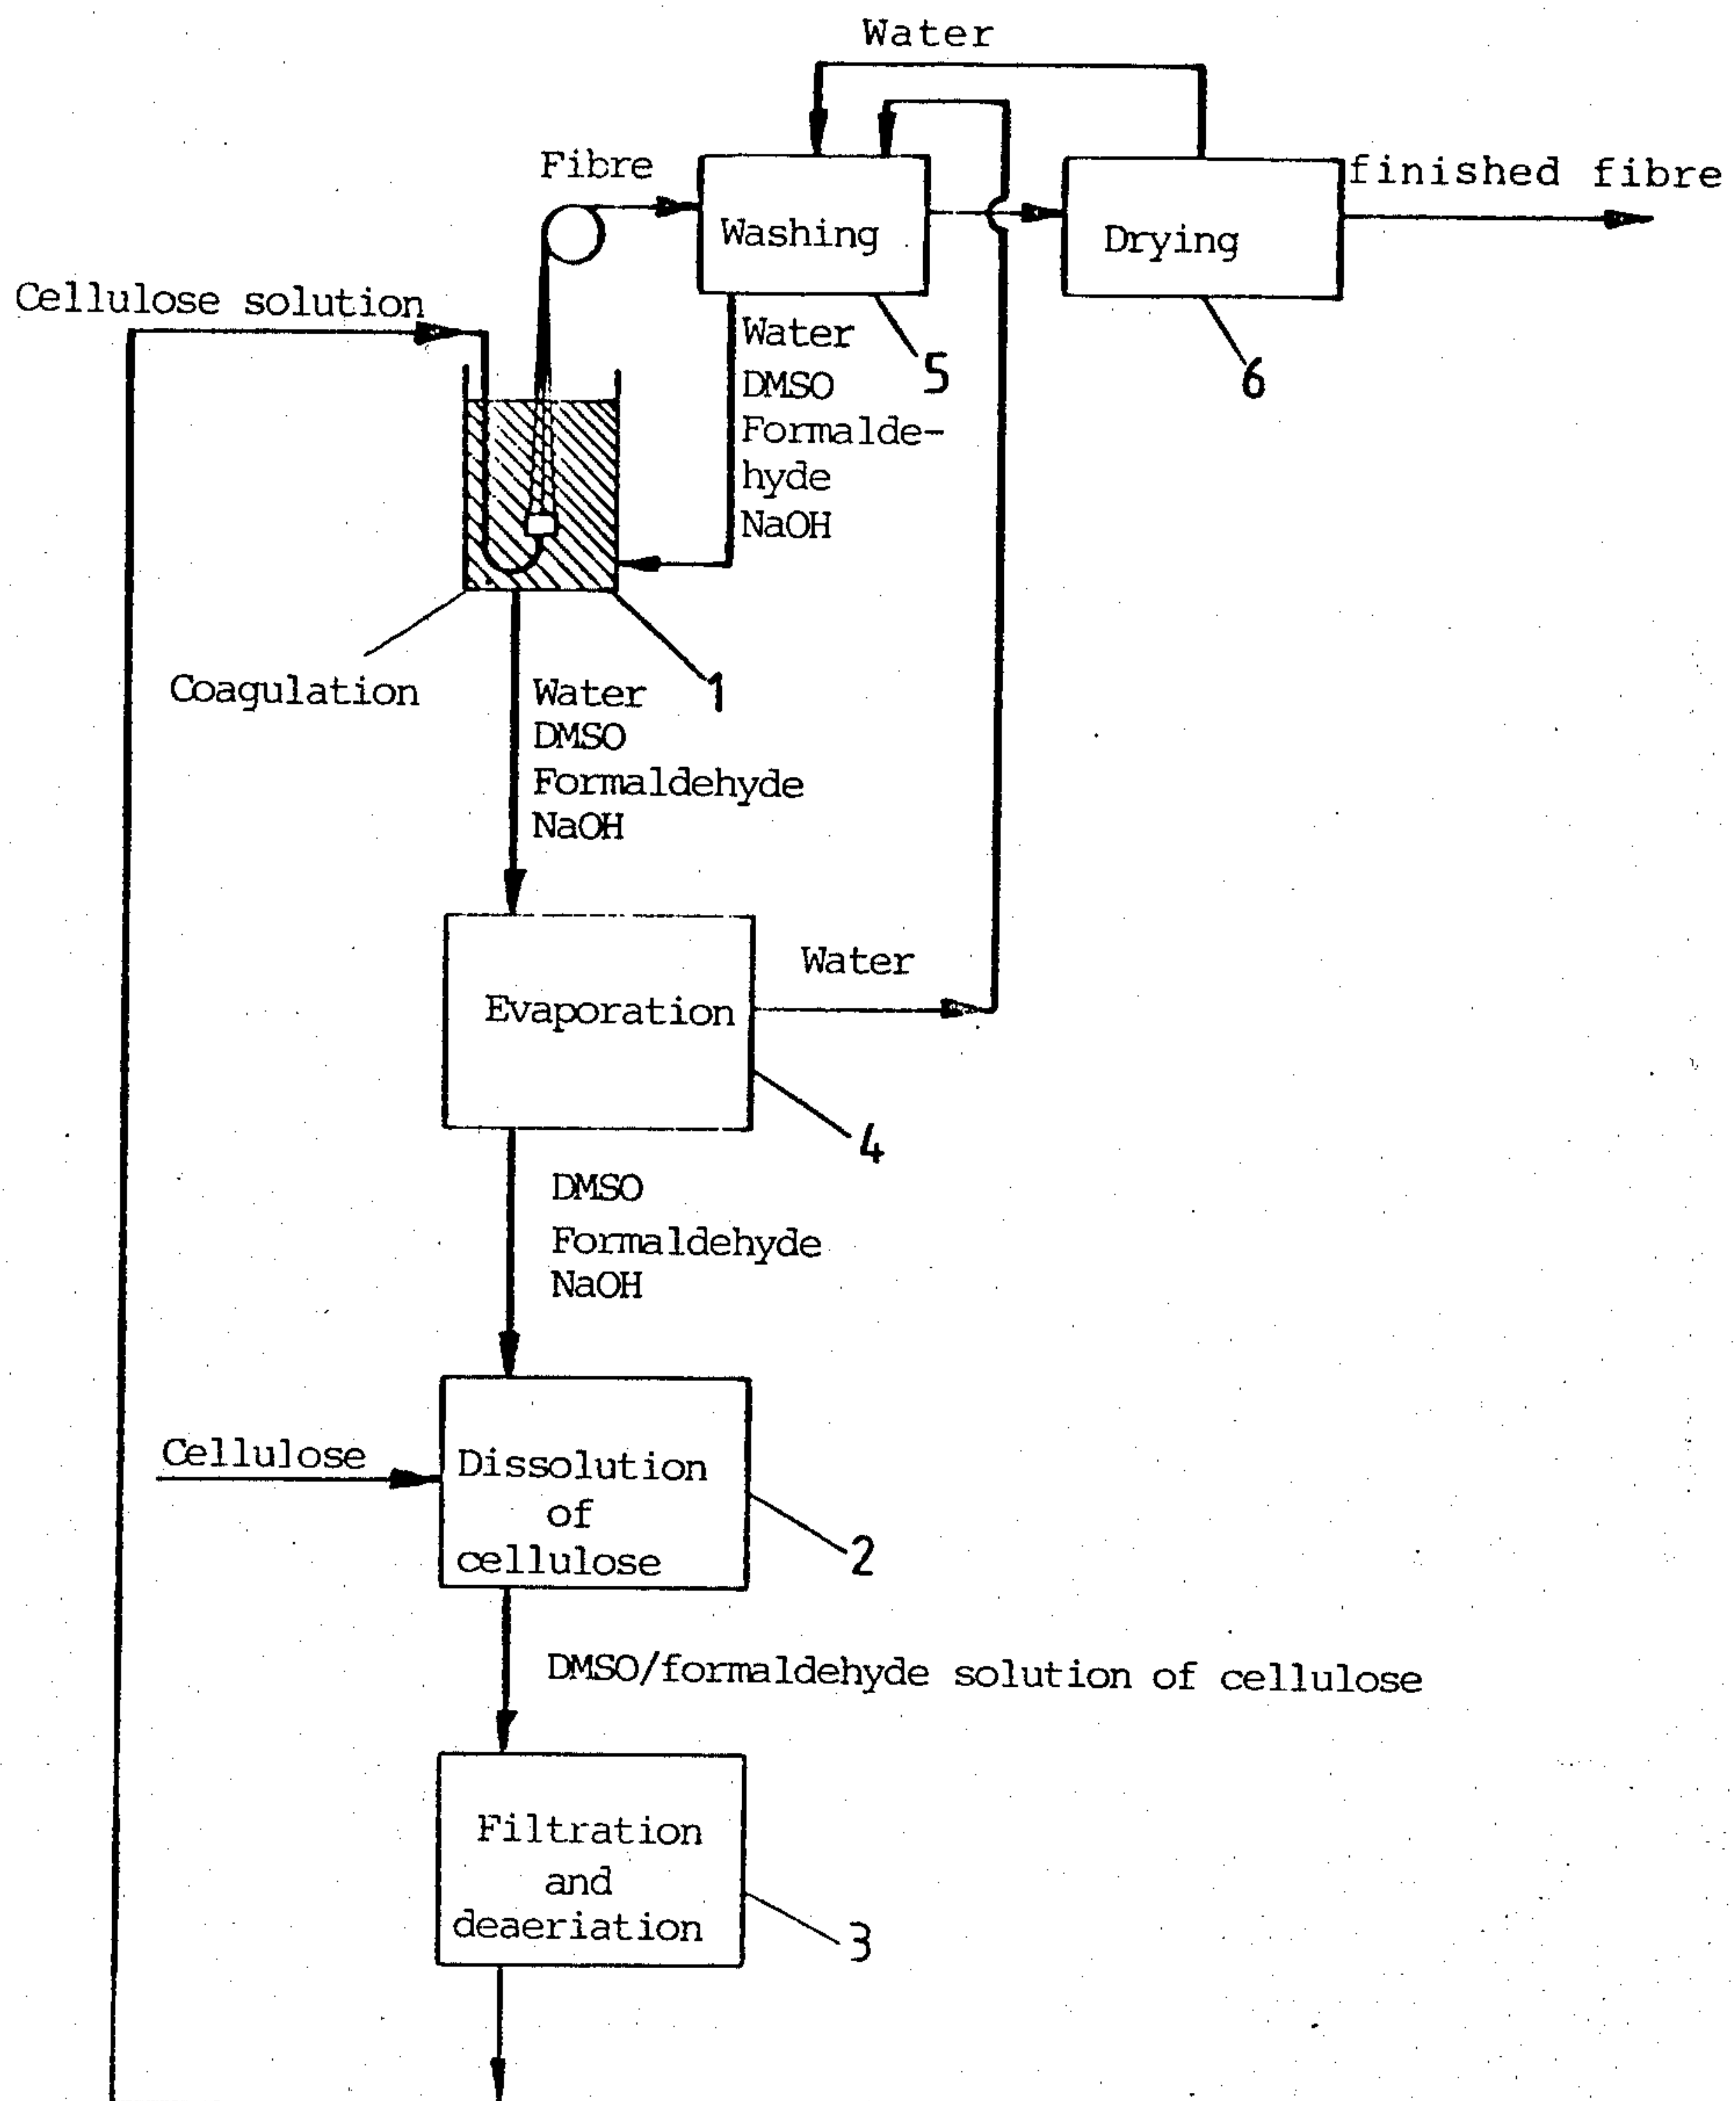 Water
Fibre
Washing
Drying
finished fibre
Cellulose solution
Water
DMSO
Formalde-
hyde
NaOH
5
6
Coagulation
1
Water
DMSO
Formaldehyde
NaOH
Evaporation
Water
4
DMSO
Formaldehyde
NaOH
Cellulose
Dissolution
of
cellulose
2
DMSO/formaldehyde solution of cellulose
Filtration
and
deaeriation
3